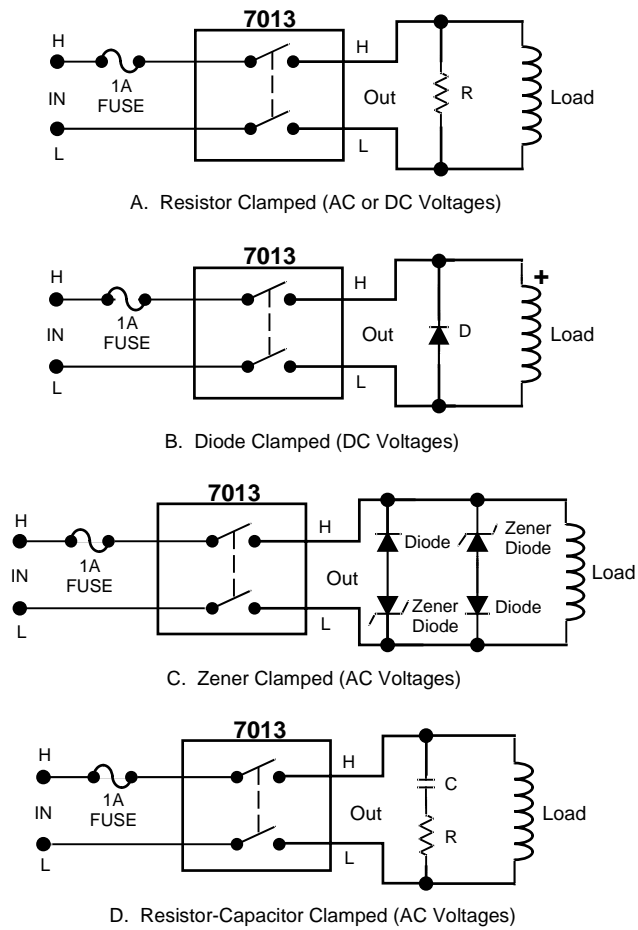 7013
H
H
1A
FUSE
IN
Out
R
Load
L
L
A. Resistor Clamped (AC or DC Voltages)
7013
H
H
+
1A
FUSE
IN
Out
D
Load
L
L
B. Diode Clamped (DC Voltages)
7013
H
H
Diode
Zener
Diode
1A
FUSE
IN
Out
Load
Zener
Diode
Diode
L
L
C. Zener Clamped (AC Voltages)
7013
H
H
C
1A
FUSE
IN
Out
Load
R
L
L
D. Resistor-Capacitor Clamped (AC Voltages)